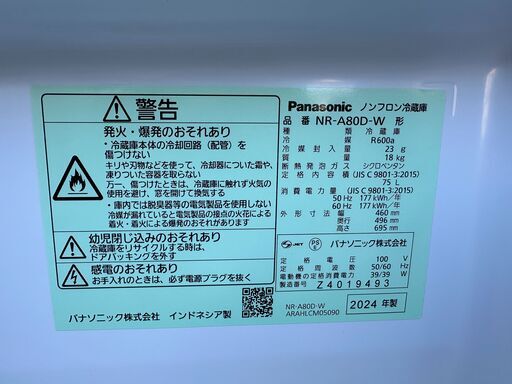 警告
発火・爆発のおそれあり
・冷蔵庫本体の冷却回路（配管）を
傷つけない
キリや刃物などを使って、冷却器についた霜や、
凍りついた容器を取らない
万一、傷つけたときは、冷蔵庫に触れず火気の
使用を避け、窓を開けて換気する
・庫内では脱臭器等の電気製品を使用しない
冷媒が漏れていると電気製品の接点の火花による
着火・爆発のおそれあり
幼児閉じ込めのおそれあり
冷蔵庫をリサイクルする時は、
ドアパッキングを外す
感電のおそれあり
お手入れのときは、必ず電源プラグを抜く
パナソニック株式会社 インドネシア製
Panasonic ノンフロン冷蔵庫
品番 NR-A80D-W 形
種類 冷蔵庫
冷媒 R600a
冷媒封入量 23 g
質量 18 kg
断熱発泡ガス シクロペンタン
定格内容積 (JIS C 9801-3:2015)
75 L
消費電力量 (JIS C 9801-3:2015)
50 Hz 177 kWh／年
60 Hz 177 kWh／年
外形寸法 幅 460 mm
奥行 496 mm
高さ 695 mm
JET PS E パナソニック株式会社
定格電圧 100 V
定格周波数 50/60 Hz
電動機の定格消費電力 39/39 W
製造番号 Z4019493
NR-A80D-W
ARAHLCM05090
2024 年製